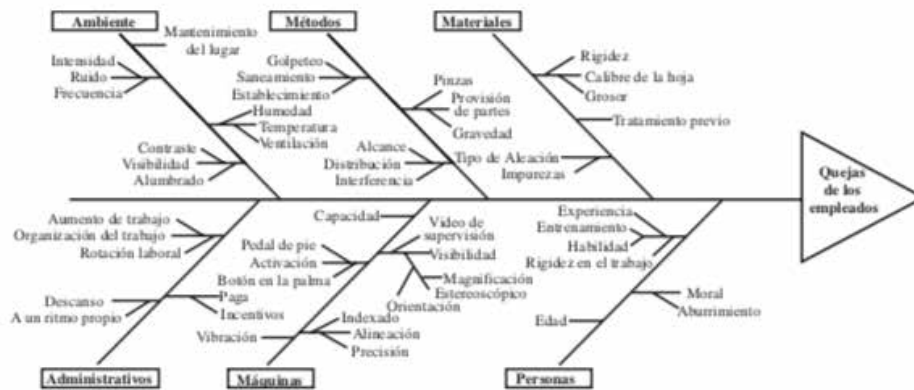 Ambiente
Métodos
Materiales
Mantenimiento
del lugar
Intensidad
Ruido
Frecuencia
Humedad
Temperatura
Ventilación
Contraste
Visibilidad
Alumbrado
Golpeteo
Saneamiento
Establecimiento
Pinzas
Provisión
de partes
Gravedad
Alcance
Distribución
Interferencia
Rigidez
Calibre de la hoja
Grosor
Tratamiento previo
Tipo de Aleación
Impurezas
Quejas
de los
empleados
Aumento de trabajo
Organización del trabajo
Rotación laboral
Descanso
A un ritmo propio
Paga
Incentivos
Capacidad
Video de
supervisión
Visibilidad
Magnificación
Estereoscópico
Orientación
Pedal de pie
Activación
Botón en la palma
Vibración
Indexado
Alineación
Precisión
Experiencia
Entrenamiento
Habilidad
Rigidez en el trabajo
Moral
Aburrimiento
Edad
Administrativos
Máquinas
Personas